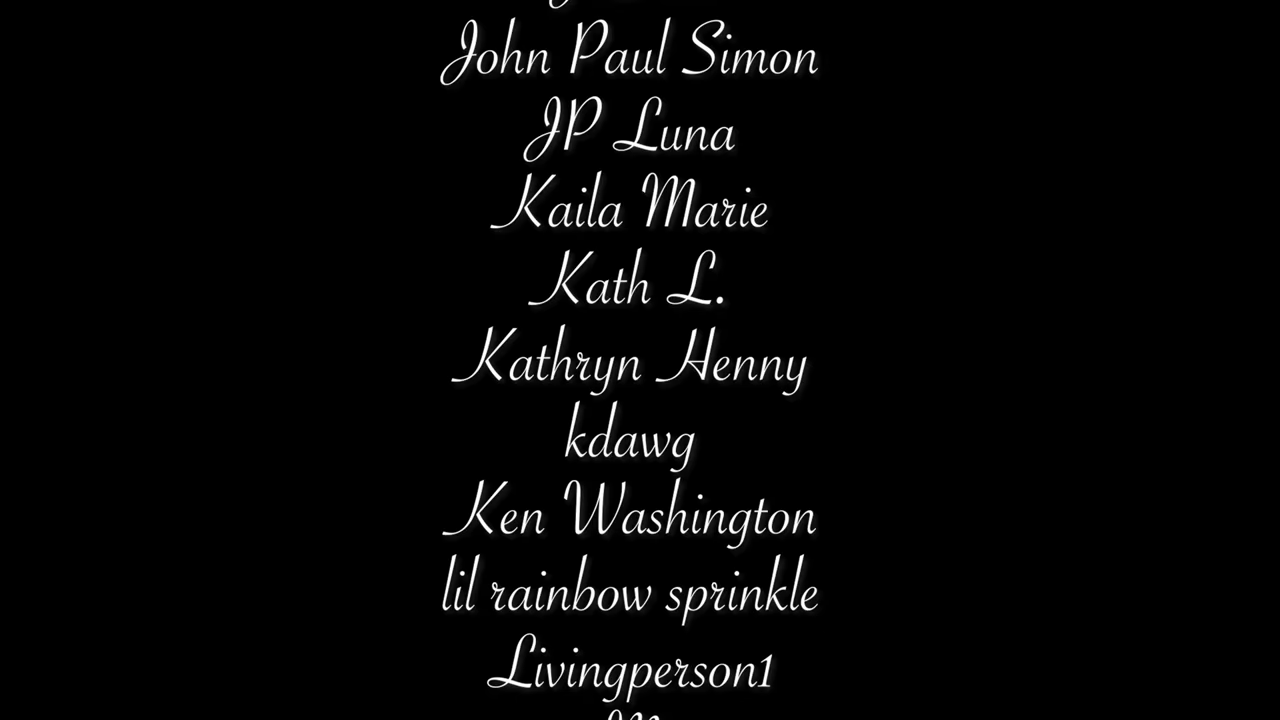 John Paul Simon
JP Luna
Kaila Marie
Kath L.
Kathryn Henny
kdawg
Ken Washington
lil rainbow sprinkle
Livingperson1